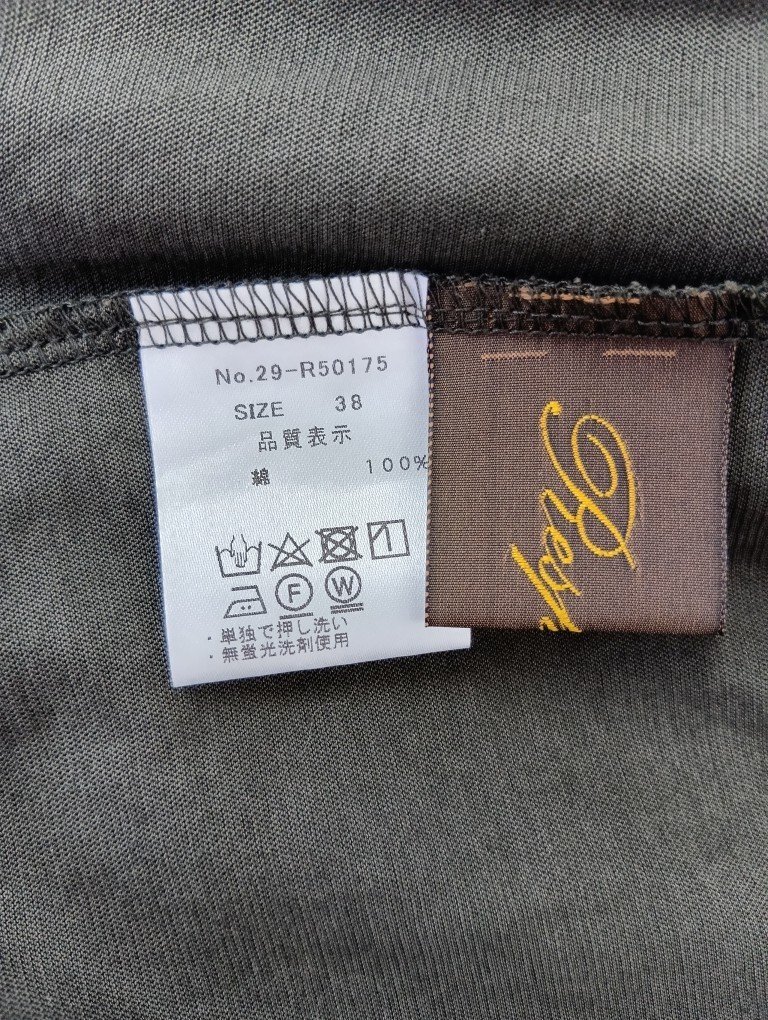 No.29-R50175
SIZE 38
品質表示
綿 100%
F
W
・単独で押し洗い
・無蛍光洗剤使用